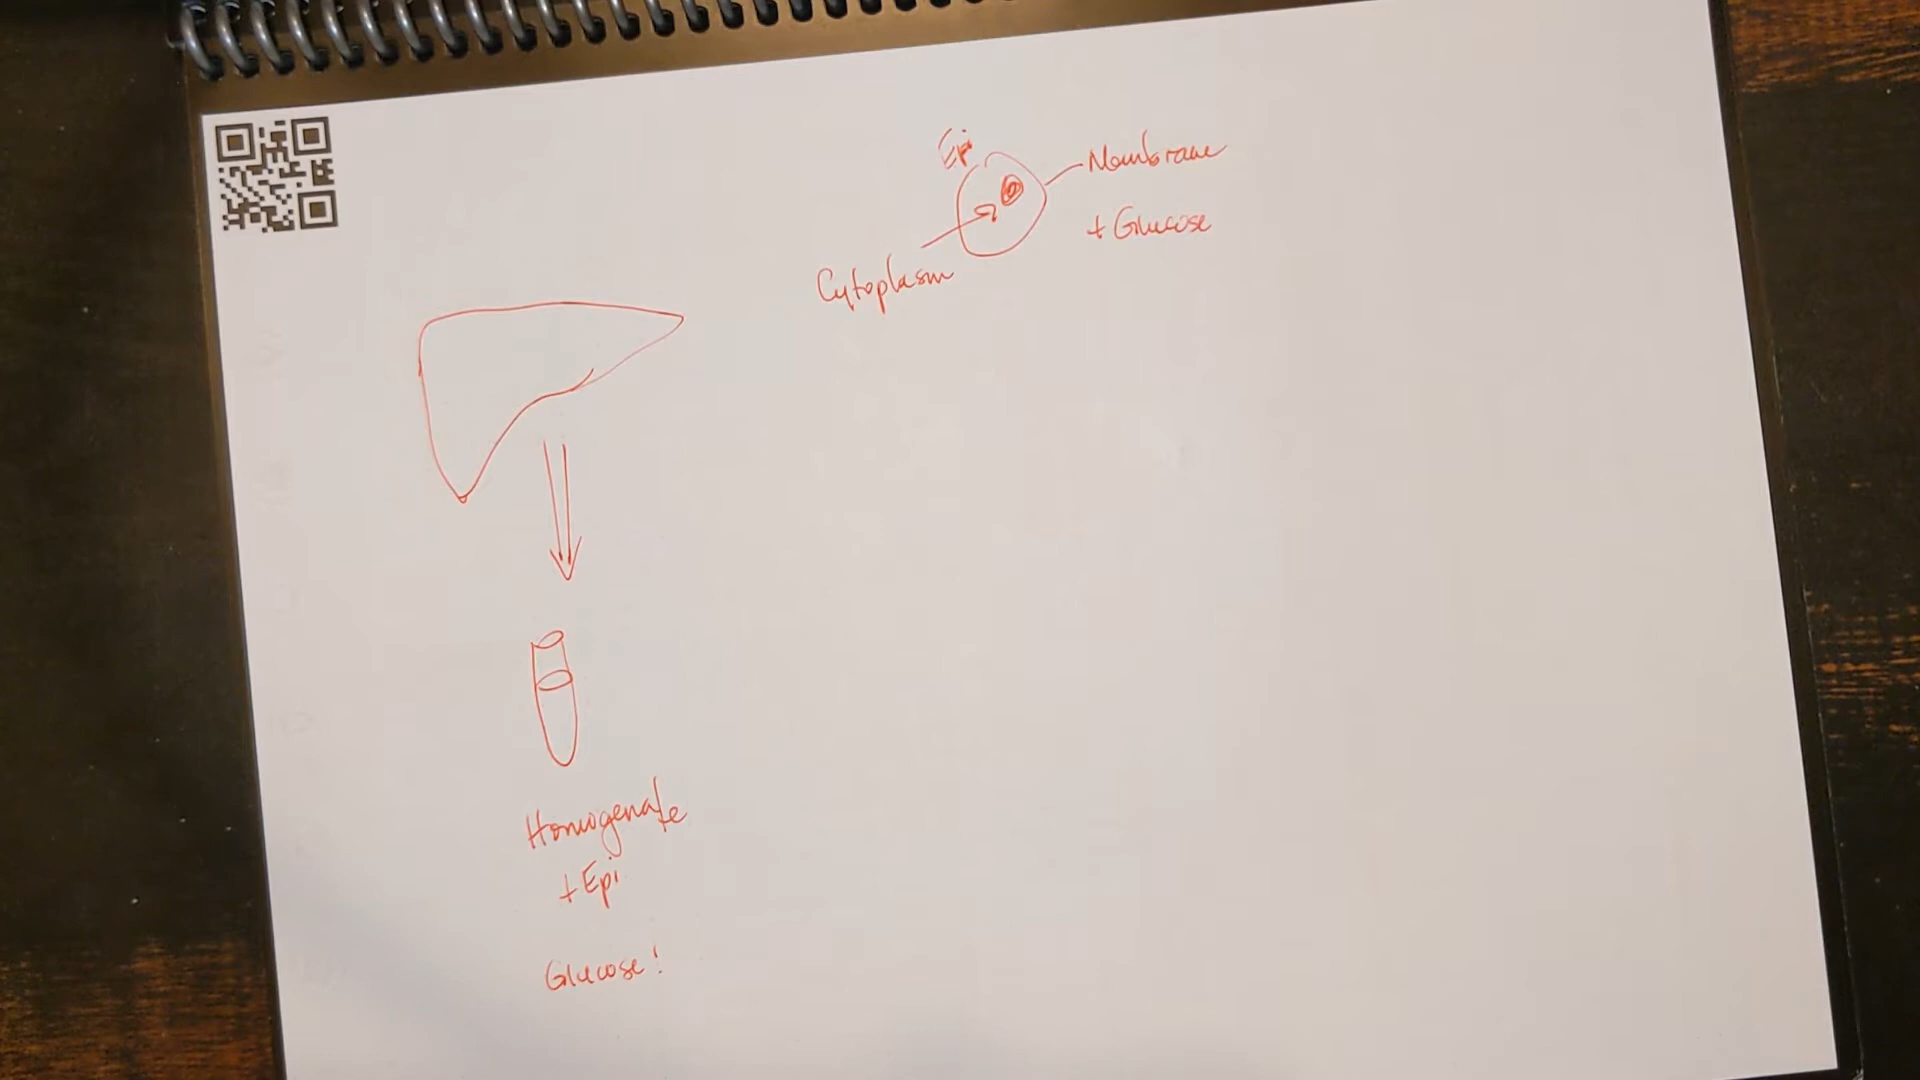 Epi
Membrane
+ Glucose
Cytoplasm
Homogenate
+ Epi
Glucose!